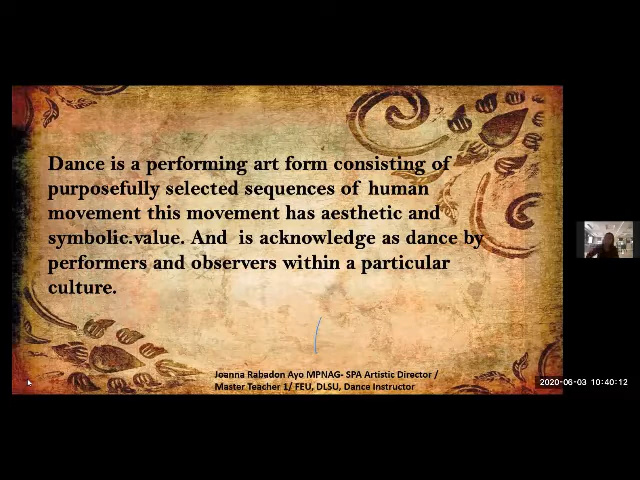 Dance is a performing art form consisting of
purposefully selected sequences of human
movement this movement has aesthetic and
symbolic.value. And is acknowledge as dance by
performers and observers within a particular
culture.
Joanna Rabadon Ayo MPNAG- SPA Artistic Director /
Master Teacher 1/ FEU, DLSU, Dance Instructor
2020-06-03 10:40:12